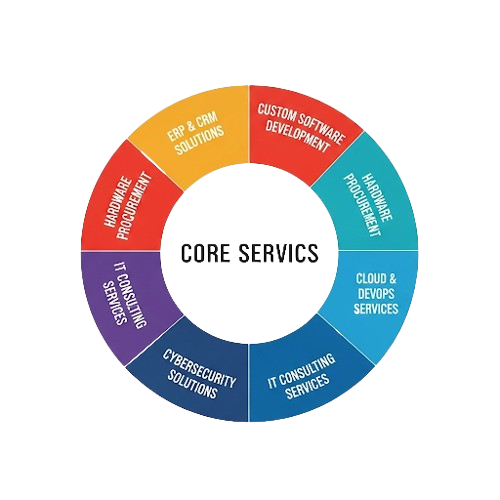 CUSTOM SOFTWARE
DEVELOPMENT
HARDWARE
PROCUREMENT
CLOUD &
DEVOPS
SERVICES
IT CONSULTING
SERVICES
CYBERSECURITY
SOLUTIONS
IT CONSULTING
SERVICES
HARDWARE
PROCUREMENT
ERP & CRM
SOLUTIONS
CORE SERVICS